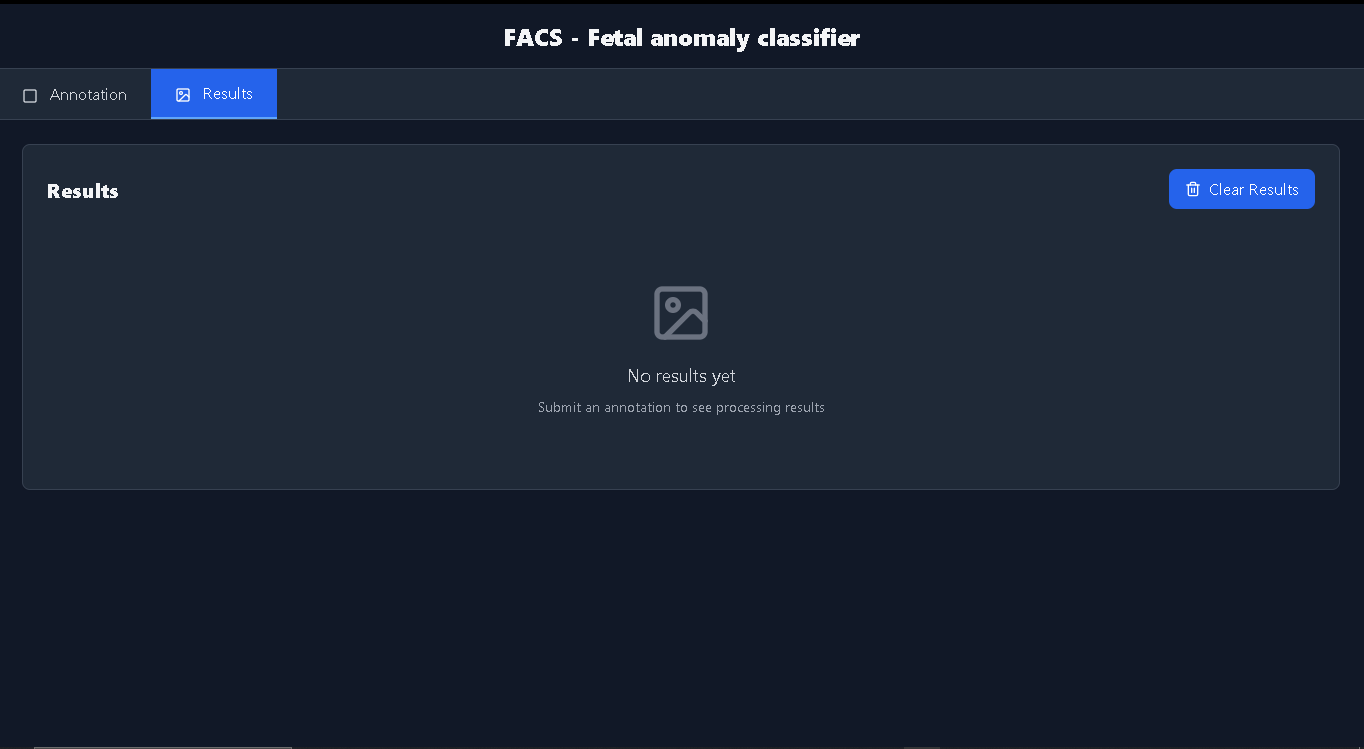 FACS - Fetal anomaly classifier
Annotation
Results
Results
Clear Results
No results yet
Submit an annotation to see processing results